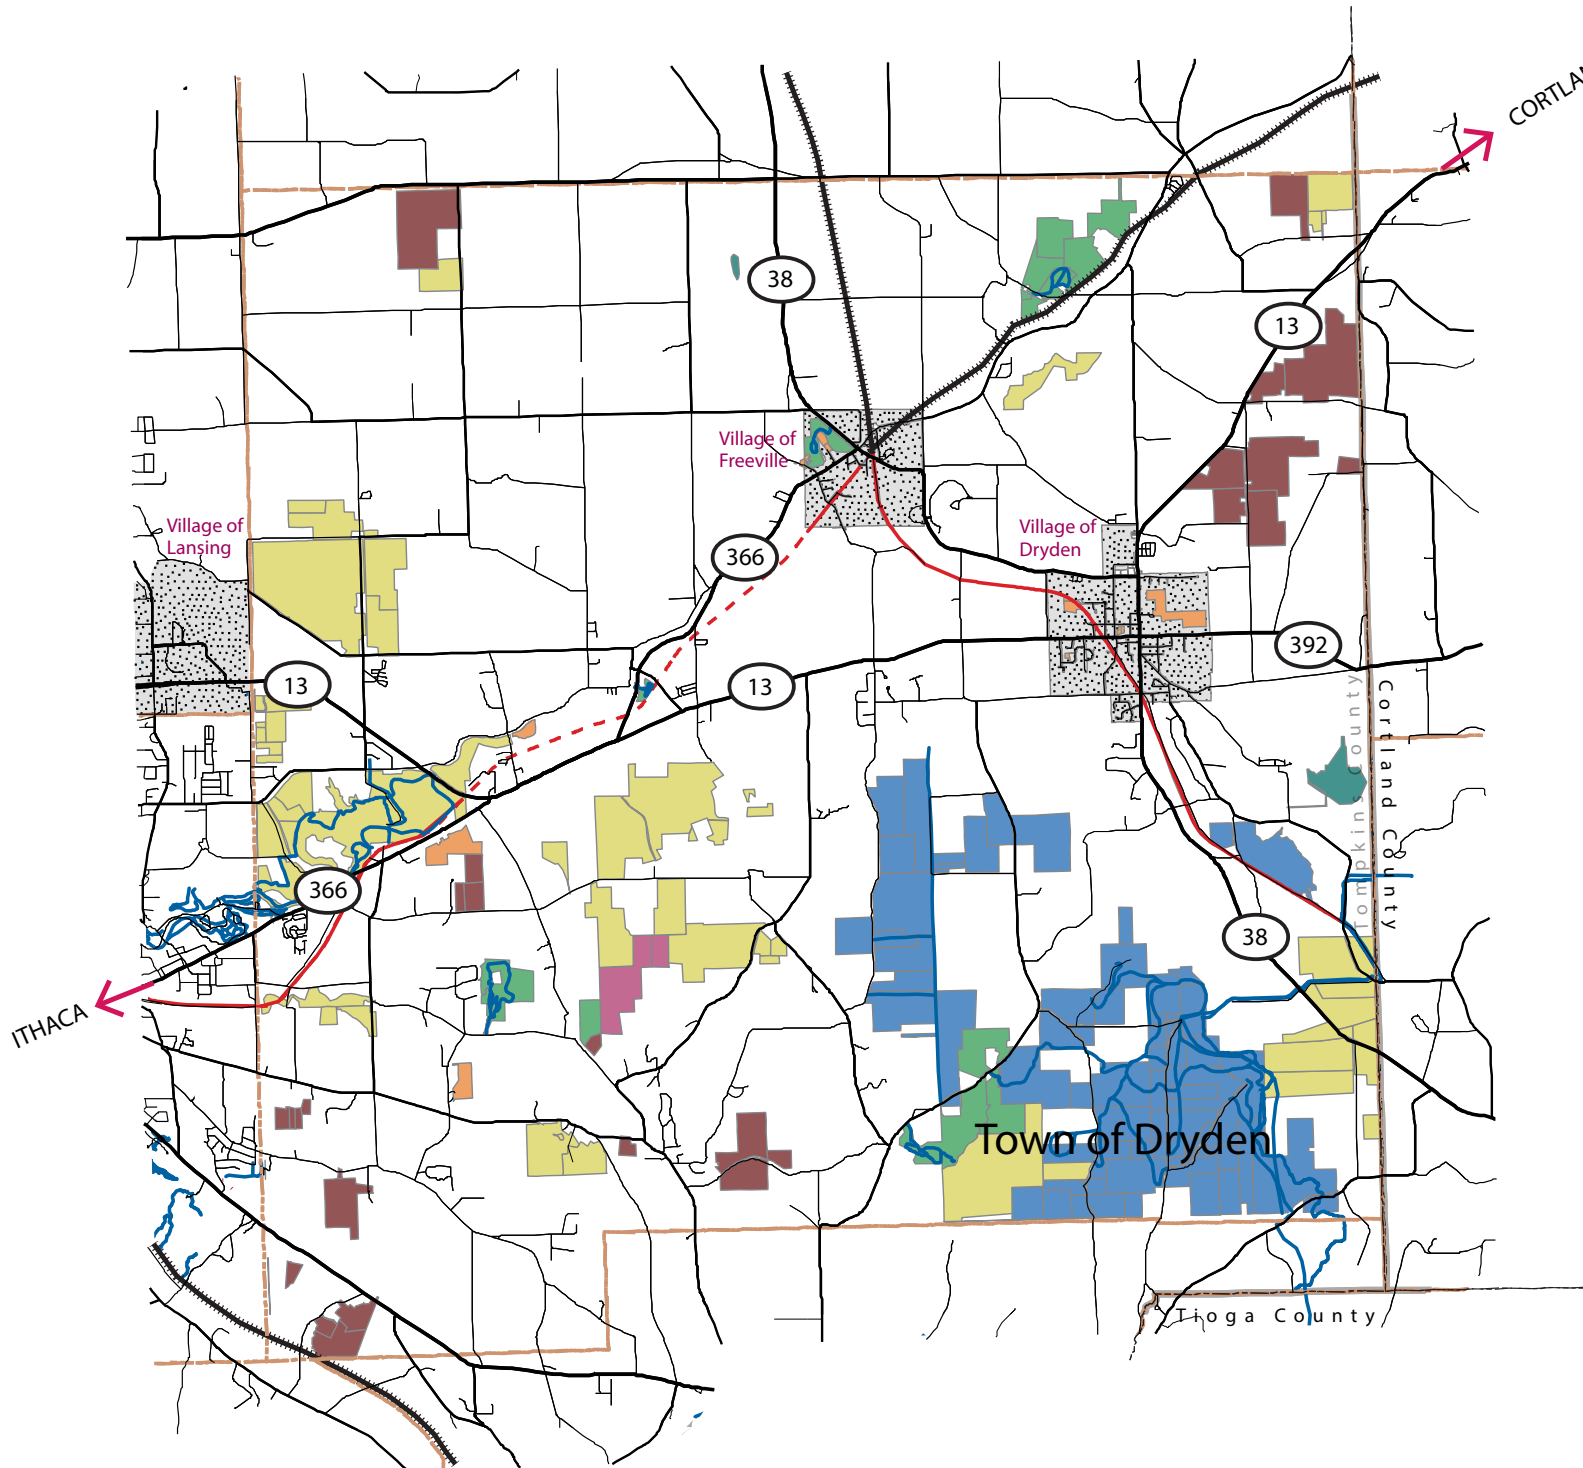 CORTLAN
38
13
Village of
Freeville
Village of
Lansing
Village of
Dryden
366
392
13
13
Tompkins County
Cortland County
366
38
ITHACA
Town of Dryden
Tioga County